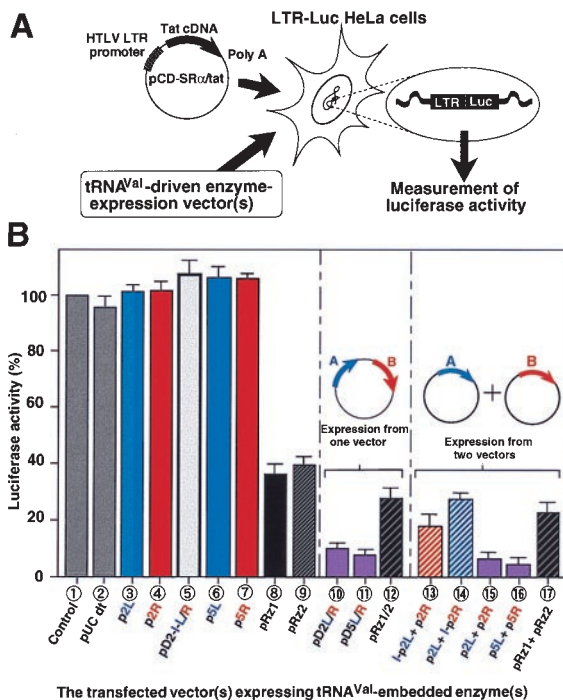 A
LTR-Luc HeLa cells
HTLV LTR promoter
Tat cDNA
Poly A
pCD-SRα/tat
LTR Luc
tRNAVal-driven enzyme-
expression vector(s)
Measurement of
luciferase activity
B
Luciferase activity (%)
100
80
60
40
20
0
A B
Expression from
one vector
A + B
Expression from
two vectors
① ② ③ ④ ⑤ ⑥ ⑦ ⑧ ⑨ ⑩ ⑪ ⑫ ⑬ ⑭ ⑮ ⑯ ⑰
Control
pUC dt
p2L
p2R
pD2-I-L/R
p5L
p5R
pRz1
pRz2
pD2L/R
pD5L/R
pRz1/2
I-p2L+ p2R
p2L+ I-p2R
p2L+ p2R
p5L+ p5R
pRz1+ pRz2
The transfected vector(s) expressing tRNAVal-embedded enzyme(s)